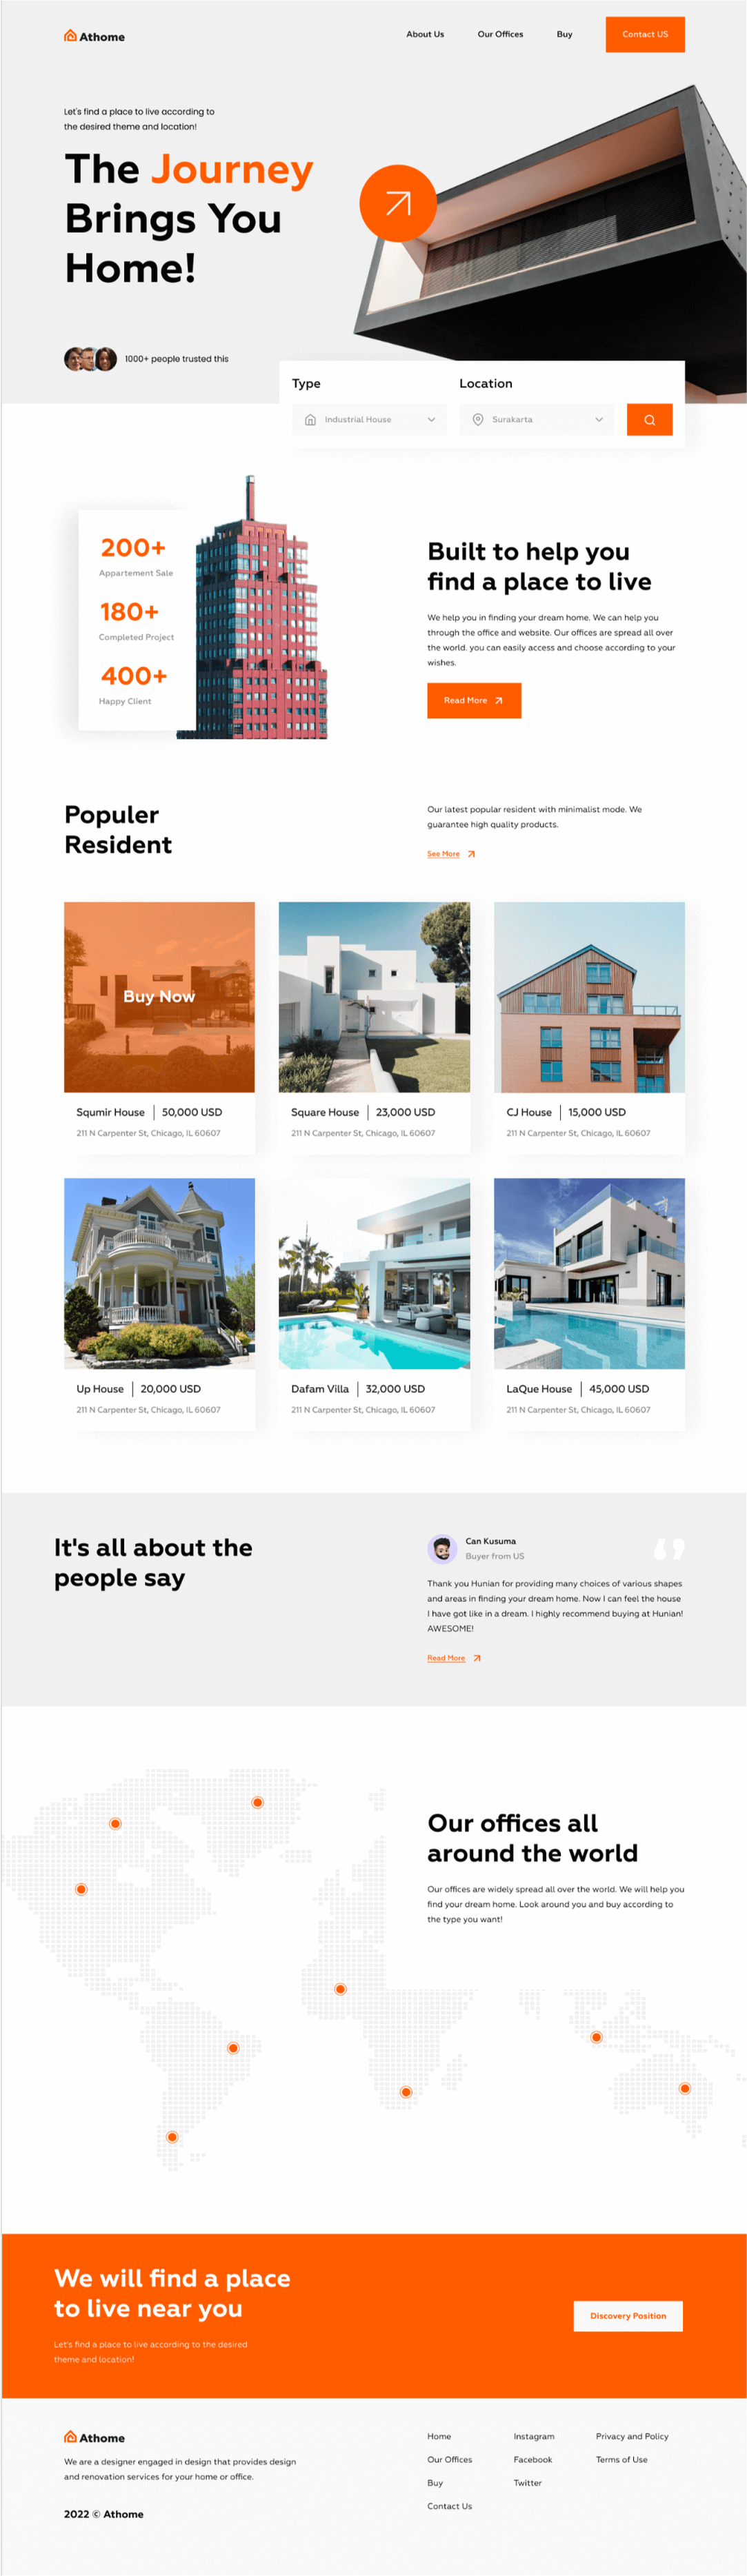 Athome
About Us
Our Offices
Buy
Contact US
Let's find a place to live according to
the desired theme and location!
The Journey
Brings You
Home!
1000+ people trusted this
Type
Location
Industrial House
Surakarta
200+
Appartement Sale
180+
Completed Project
400+
Happy Client
Built to help you
find a place to live
We help you in finding your dream home. We can help you
through the office and website. Our offices are spread all over
the world. you can easily access and choose according to your
wishes.
Read More
Populer
Resident
Our latest popular resident with minimalist mode. We
guarantee high quality products.
See More
Buy Now
Squmir House | 50,000 USD
211 N Carpenter St, Chicago, IL 60607
Square House | 23,000 USD
211 N Carpenter St, Chicago, IL 60607
CJ House | 15,000 USD
211 N Carpenter St, Chicago, IL 60607
Up House | 20,000 USD
211 N Carpenter St, Chicago, IL 60607
Dafam Villa | 32,000 USD
211 N Carpenter St, Chicago, IL 60607
LaQue House | 45,000 USD
211 N Carpenter St, Chicago, IL 60607
It's all about the
people say
Can Kusuma
Buyer from US
Thank you Hunian for providing many choices of various shapes
and areas in finding your dream home. Now I can feel the house
I have got like in a dream. I highly recommend buying at Hunian!
AWESOME!
Read More
Our offices all
around the world
Our offices are widely spread all over the world. We will help you
find your dream home. Look around you and buy according to
the type you want!
We will find a place
to live near you
Let's find a place to live according to the desired
theme and location!
Discovery Position
Athome
We are a designer engaged in design that provides design
and renovation services for your home or office.
2022 © Athome
Home
Our Offices
Buy
Contact Us
Instagram
Facebook
Twitter
Privacy and Policy
Terms of Use